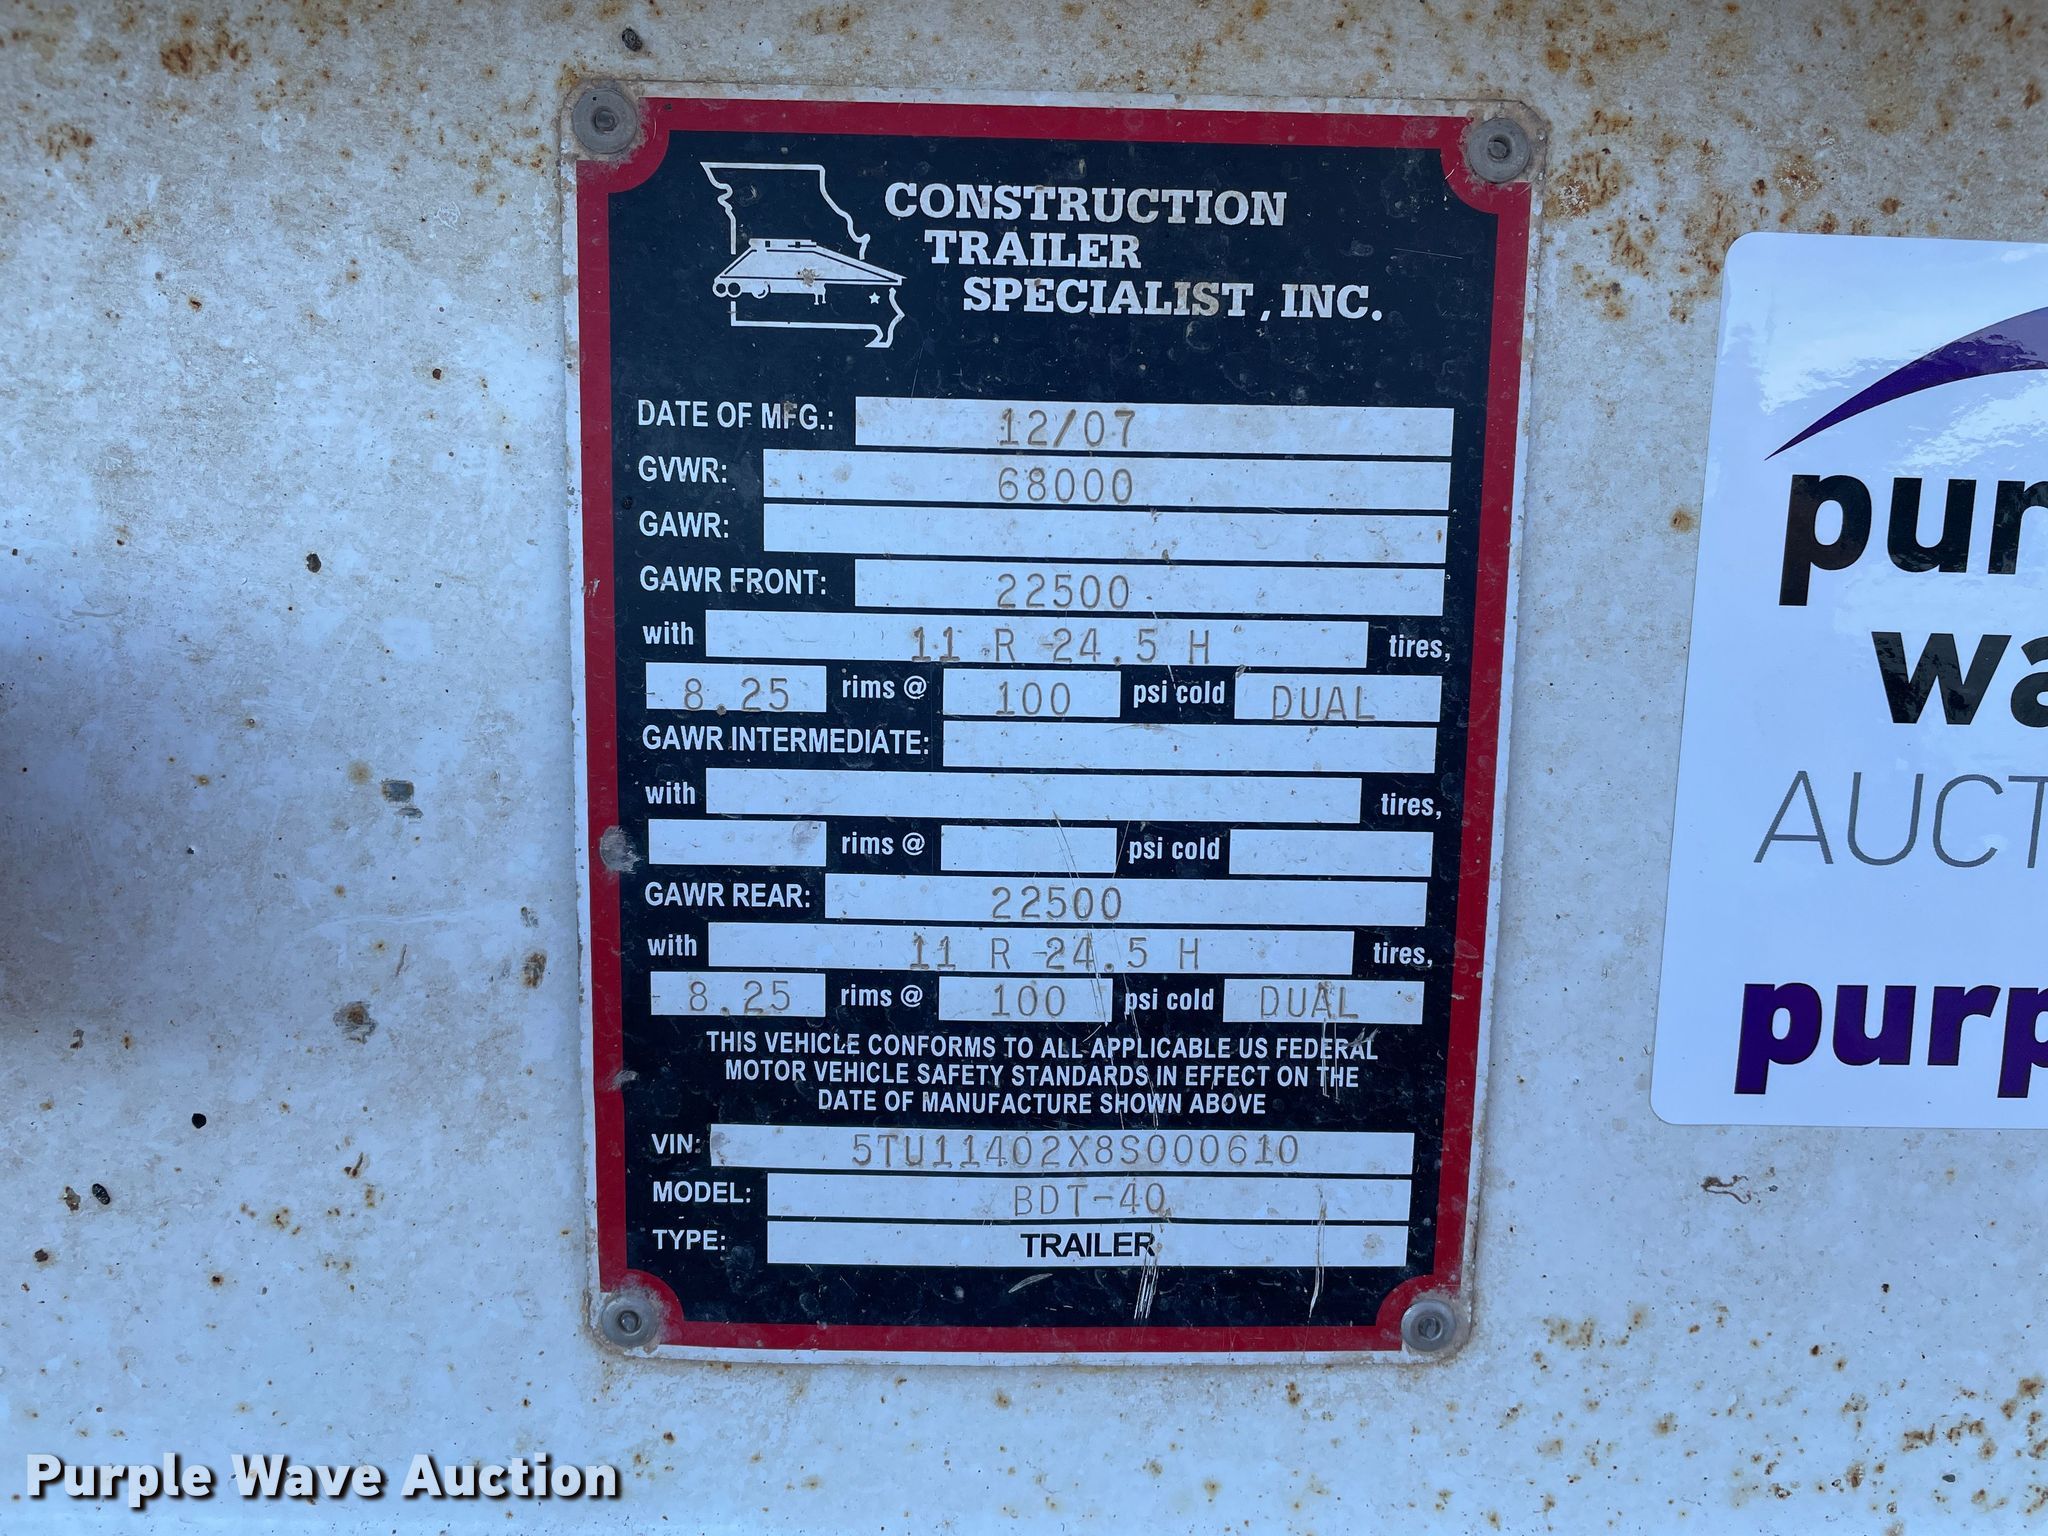 CONSTRUCTION
TRAILER
SPECIALIST, INC.
DATE OF MFG.: 12/07
GVWR: 68000
GAWR:
GAWR FRONT: 22500
with 11 R 24.5 H tires,
8.25 rims @ 100 psi cold DUAL
GAWR INTERMEDIATE:
with tires,
rims @ psi cold
GAWR REAR: 22500
with 11 R 24.5 H tires,
8.25 rims @ 100 psi cold DUAL
THIS VEHICLE CONFORMS TO ALL APPLICABLE US FEDERAL
MOTOR VEHICLE SAFETY STANDARDS IN EFFECT ON THE
DATE OF MANUFACTURE SHOWN ABOVE
VIN: 5TU11402X8S000610
MODEL: BDT-40
TYPE: TRAILER
Purple Wave Auction